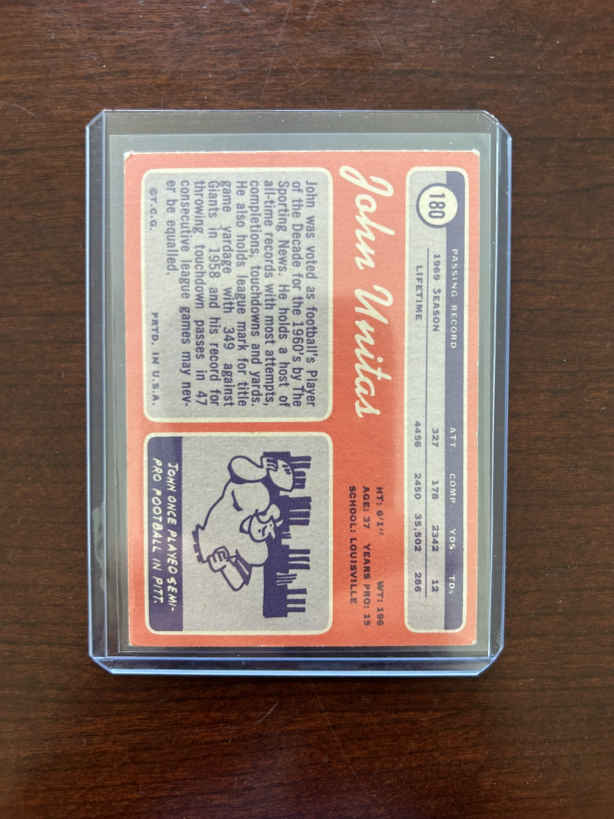 180
PASSING RECORD ATT COMP YDS TDs
1969 SEASON 327 178 2342 12
LIFETIME 4456 2450 35,502 266
John Unitas
HT: 6'1" WT: 196
AGE: 37 YEARS PRO: 15
SCHOOL: LOUISVILLE
John was voted as football's Player
of the Decade for the 1960's by The
Sporting News. He holds a host of
all-time records with most attempts,
completions, touchdowns and yards.
He also holds league mark for title
game yardage with 349 against
Giants in 1958 and his record for
throwing touchdown passes in 47
consecutive league games may nev-
er be equalled.
©T.C.G. PRTD. IN U.S.A.
JOHN ONCE PLAYED SEMI-
PRO FOOTBALL IN PITT.